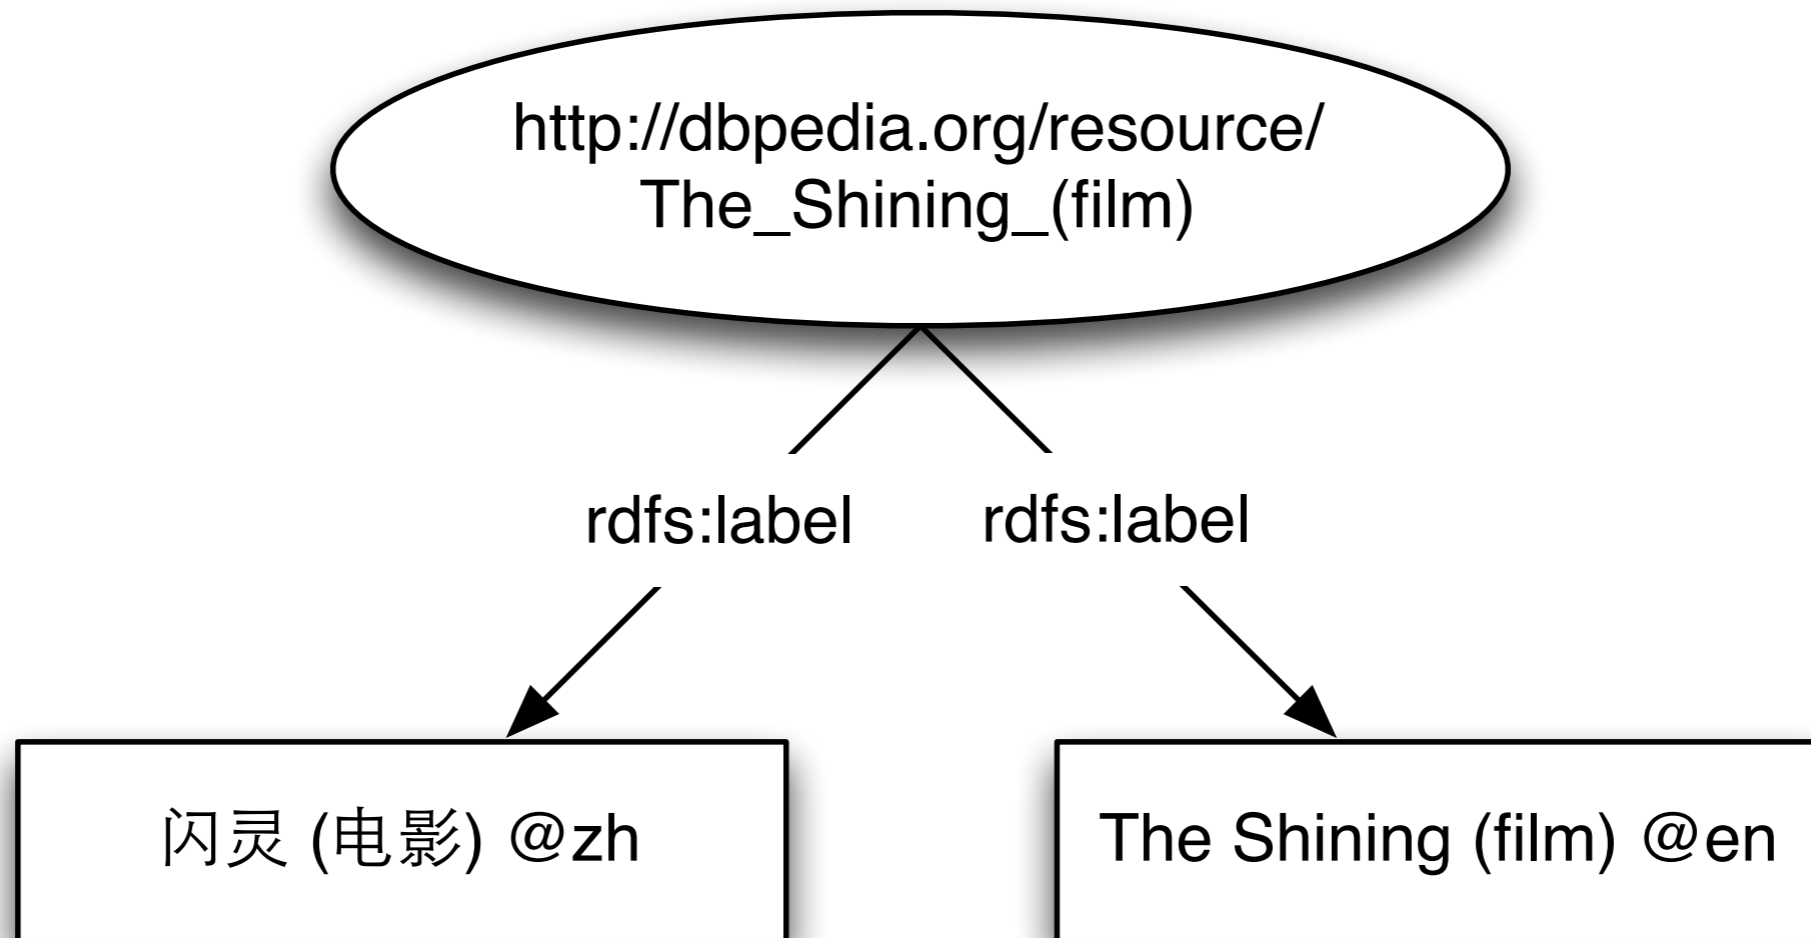 http://dbpedia.org/resource/
The_Shining_(film)
rdfs:label
rdfs:label
闪灵 (电影) @zh
The Shining (film) @en